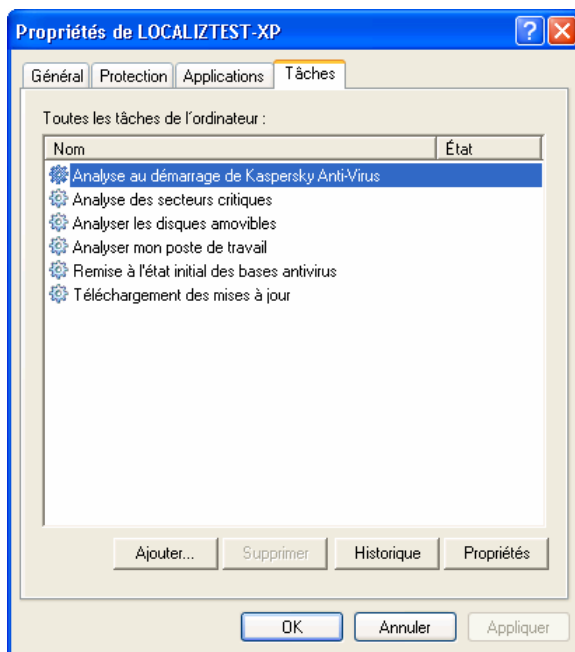 Propriétés de LOCALIZTEST-XP
Général Protection Applications Tâches
Toutes les tâches de l'ordinateur :
Nom État
Analyse au démarrage de Kaspersky Anti-Virus
Analyse des secteurs critiques
Analyser les disques amovibles
Analyser mon poste de travail
Remise à l'état initial des bases antivirus
Téléchargement des mises à jour
Ajouter... Supprimer Historique Propriétés
OK Annuler Appliquer